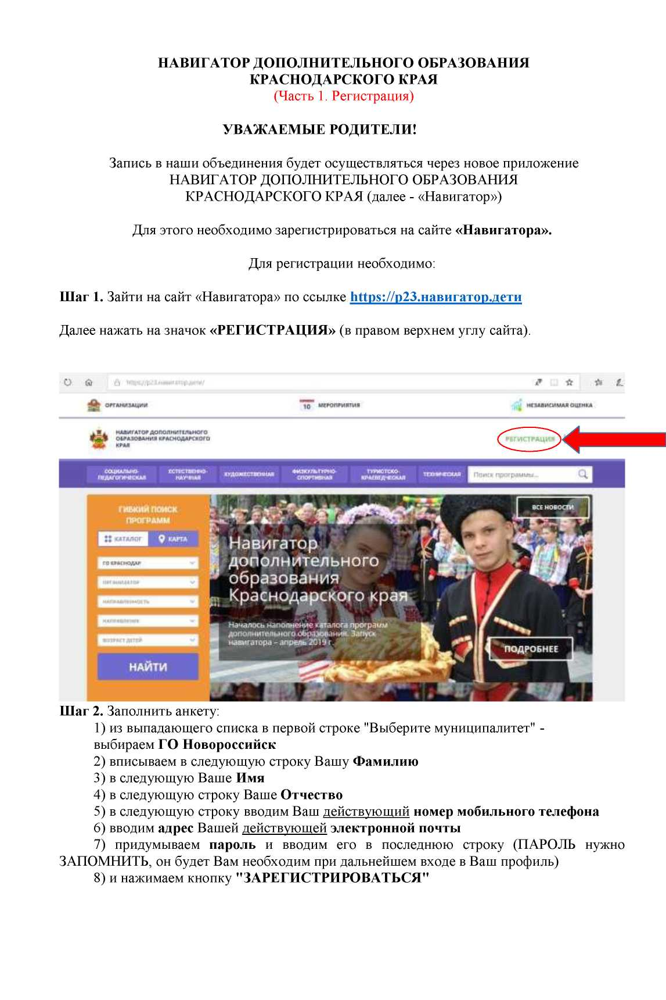 НАВИГАТОР ДОПОЛНИТЕЛЬНОГО ОБРАЗОВАНИЯ
КРАСНОДАРСКОГО КРАЯ
(Часть 1. Регистрация)
УВАЖАЕМЫЕ РОДИТЕЛИ!
Запись в наши объединения будет осуществляться через новое приложение
НАВИГАТОР ДОПОЛНИТЕЛЬНОГО ОБРАЗОВАНИЯ
КРАСНОДАРСКОГО КРАЯ (далее - «Навигатор»)
Для этого необходимо зарегистрироваться на сайте «Навигатора».
Для регистрации необходимо:
Шаг 1. Зайти на сайт «Навигатора» по ссылке https://р23.навигатор.дети
Далее нажать на значок «РЕГИСТРАЦИЯ» (в правом верхнем углу сайта).
https://р23.навигатор.дети/
ОРГАНИЗАЦИИ
10 МЕРОПРИЯТИЯ
НЕЗАВИСИМАЯ ОЦЕНКА
НАВИГАТОР ДОПОЛНИТЕЛЬНОГО
ОБРАЗОВАНИЯ КРАСНОДАРСКОГО
КРАЯ
РЕГИСТРАЦИЯ
СОЦИАЛЬНО-
ПЕДАГОГИЧЕСКАЯ
ЕСТЕСТВЕННО-
НАУЧНАЯ
ХУДОЖЕСТВЕННАЯ
ФИЗКУЛЬТУРНО-
СПОРТИВНАЯ
ТУРИСТСКО-
КРАЕВЕДЧЕСКАЯ
ТЕХНИЧЕСКАЯ
Поиск программы...
ГИБКИЙ ПОИСК
ПРОГРАММ
КАТАЛОГ
КАРТА
ГО КРАСНОДАР
ОРГАНИЗАТОР
НАПРАВЛЕННОСТЬ
НАПРАВЛЕНИЕ
ВОЗРАСТ ДЕТЕЙ
НАЙТИ
ВСЕ НОВОСТИ
Навигатор
дополнительного
образования
Краснодарского края
Началось наполнение каталога программ
дополнительного образования. Запуск
навигатора – апрель 2019 г.
ПОДРОБНЕЕ
Шаг 2. Заполнить анкету:
1) из выпадающего списка в первой строке "Выберите муниципалитет" -
выбираем ГО Новороссийск
2) вписываем в следующую строку Вашу Фамилию
3) в следующую Ваше Имя
4) в следующую строку Ваше Отчество
5) в следующую строку вводим Ваш действующий номер мобильного телефона
6) вводим адрес Вашей действующей электронной почты
7) придумываем пароль и вводим его в последнюю строку (ПАРОЛЬ нужно
ЗАПОМНИТЬ, он будет Вам необходим при дальнейшем входе в Ваш профиль)
8) и нажимаем кнопку "ЗАРЕГИСТРИРОВАТЬСЯ"